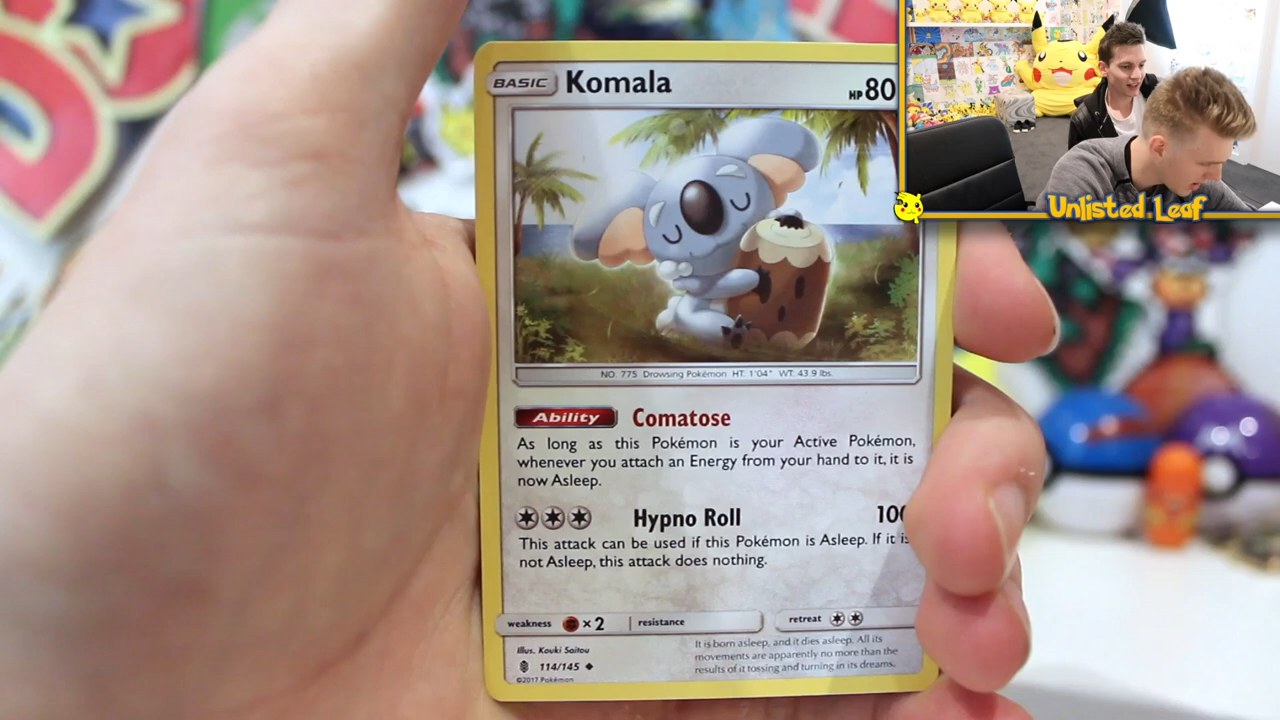 BASIC Komala HP 80
NO. 775 Drowsing Pokémon HT: 1'04" WT: 43.9 lbs.
Ability Comatose
As long as this Pokémon is your Active Pokémon,
whenever you attach an Energy from your hand to it, it is
now Asleep.
Hypno Roll 100
This attack can be used if this Pokémon is Asleep. If it is
not Asleep, this attack does nothing.
weakness ×2 resistance retreat
Illus. Kouki Saitou
114/145
©2017 Pokémon
It is born asleep, and it dies asleep. All its
movements are apparently no more than the
results of it tossing and turning in its dreams.
Unlisted.Leaf